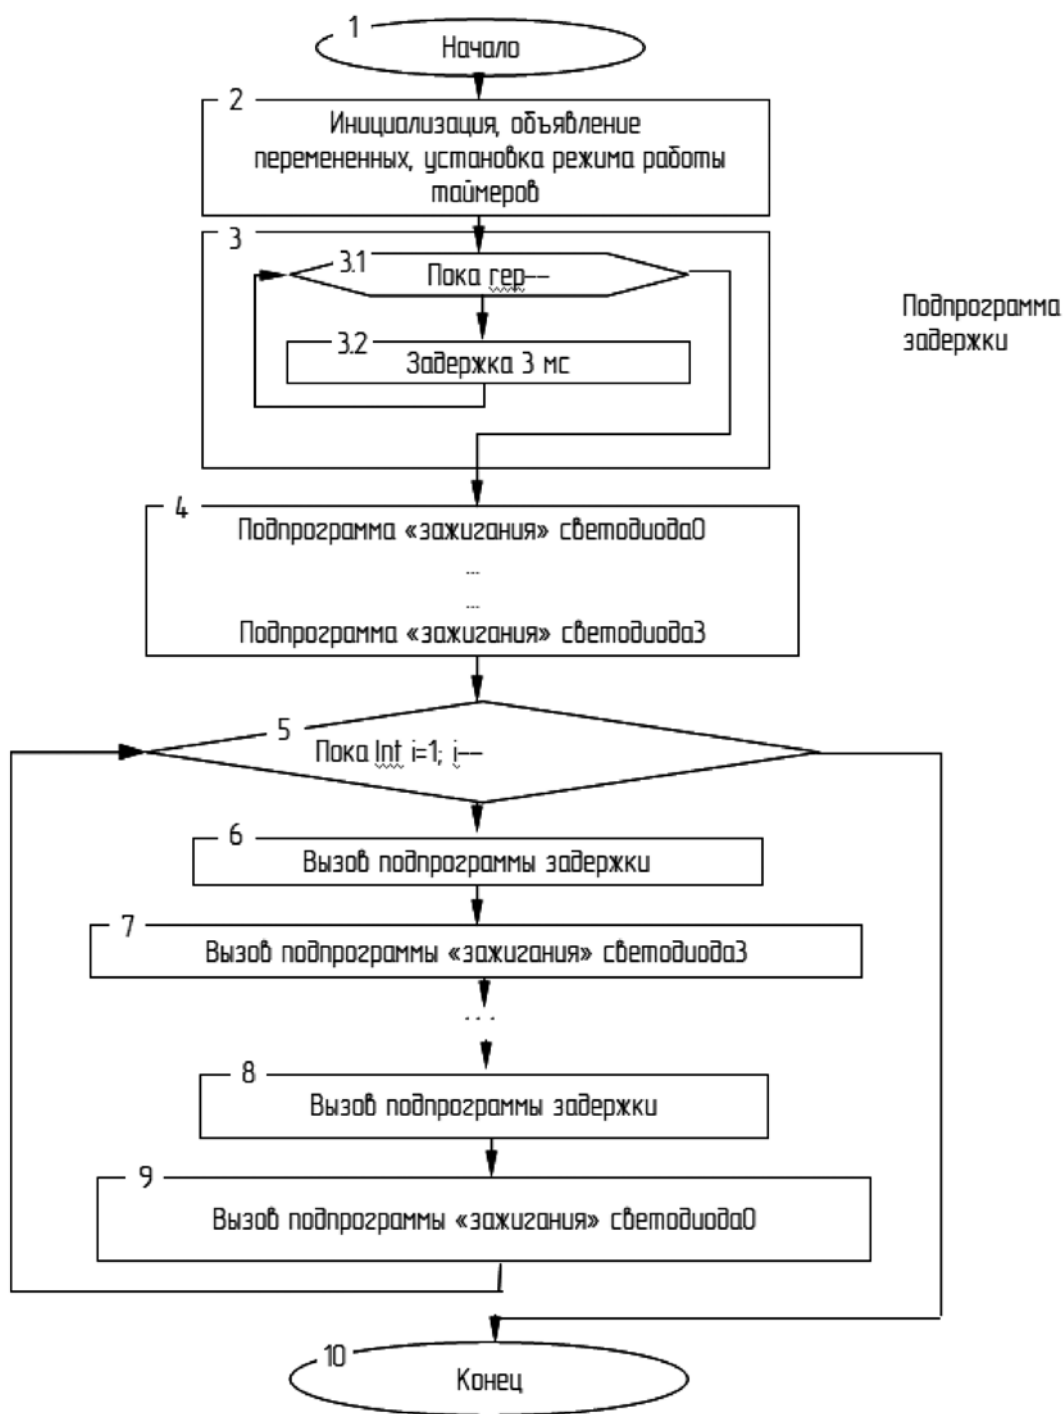 1
Начало
2
Инициализация, объявление
перемененных, установка режима работы
таймеров
3
3.1
Пока гер--
Подпрограмма
задержки
3.2
Задержка 3 мс
4
Подпрограмма «зажигания» светодиода0
...
...
Подпрограмма «зажигания» светодиода3
5
Пока Int i=1; i--
6
Вызов подпрограммы задержки
7
Вызов подпрограммы «зажигания» светодиода3
...
8
Вызов подпрограммы задержки
9
Вызов подпрограммы «зажигания» светодиода0
10
Конец